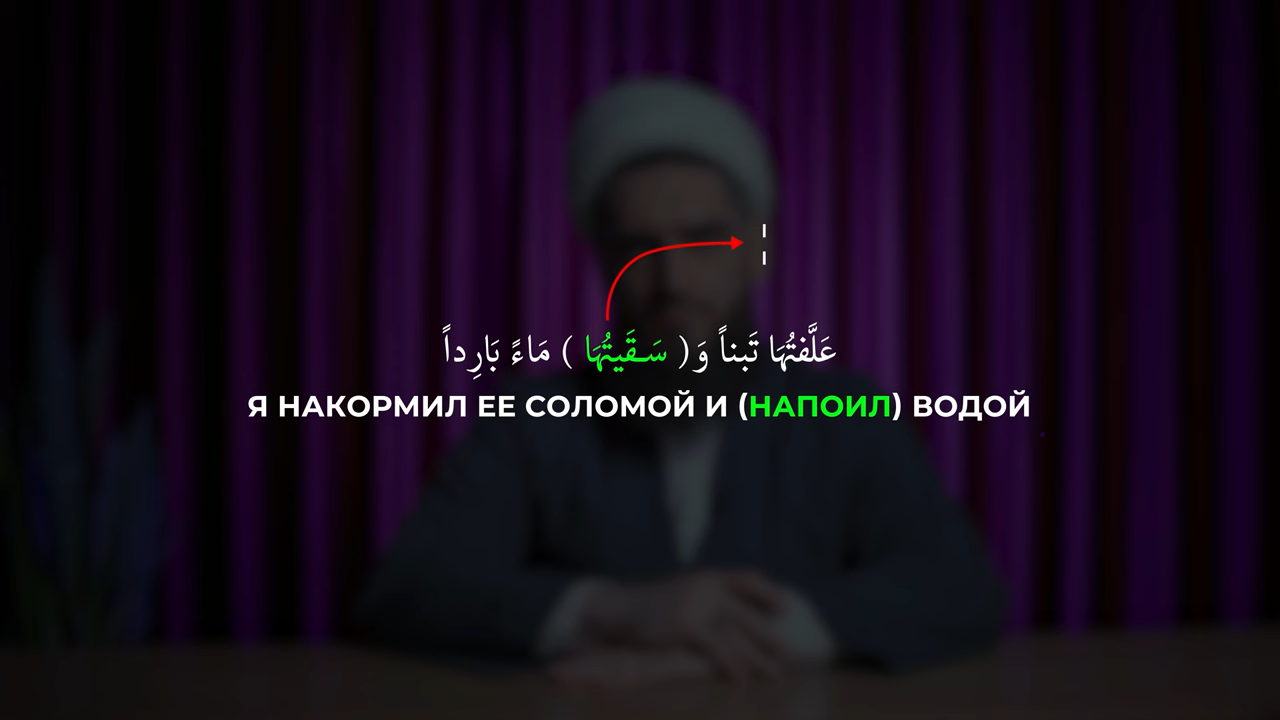 عَلَّفتُهَا تَبناً وَ( سَقَيتُهَا ) مَاءً بَارِداً
Я НАКОРМИЛ ЕЕ СОЛОМОЙ И (НАПОИЛ) ВОДОЙ